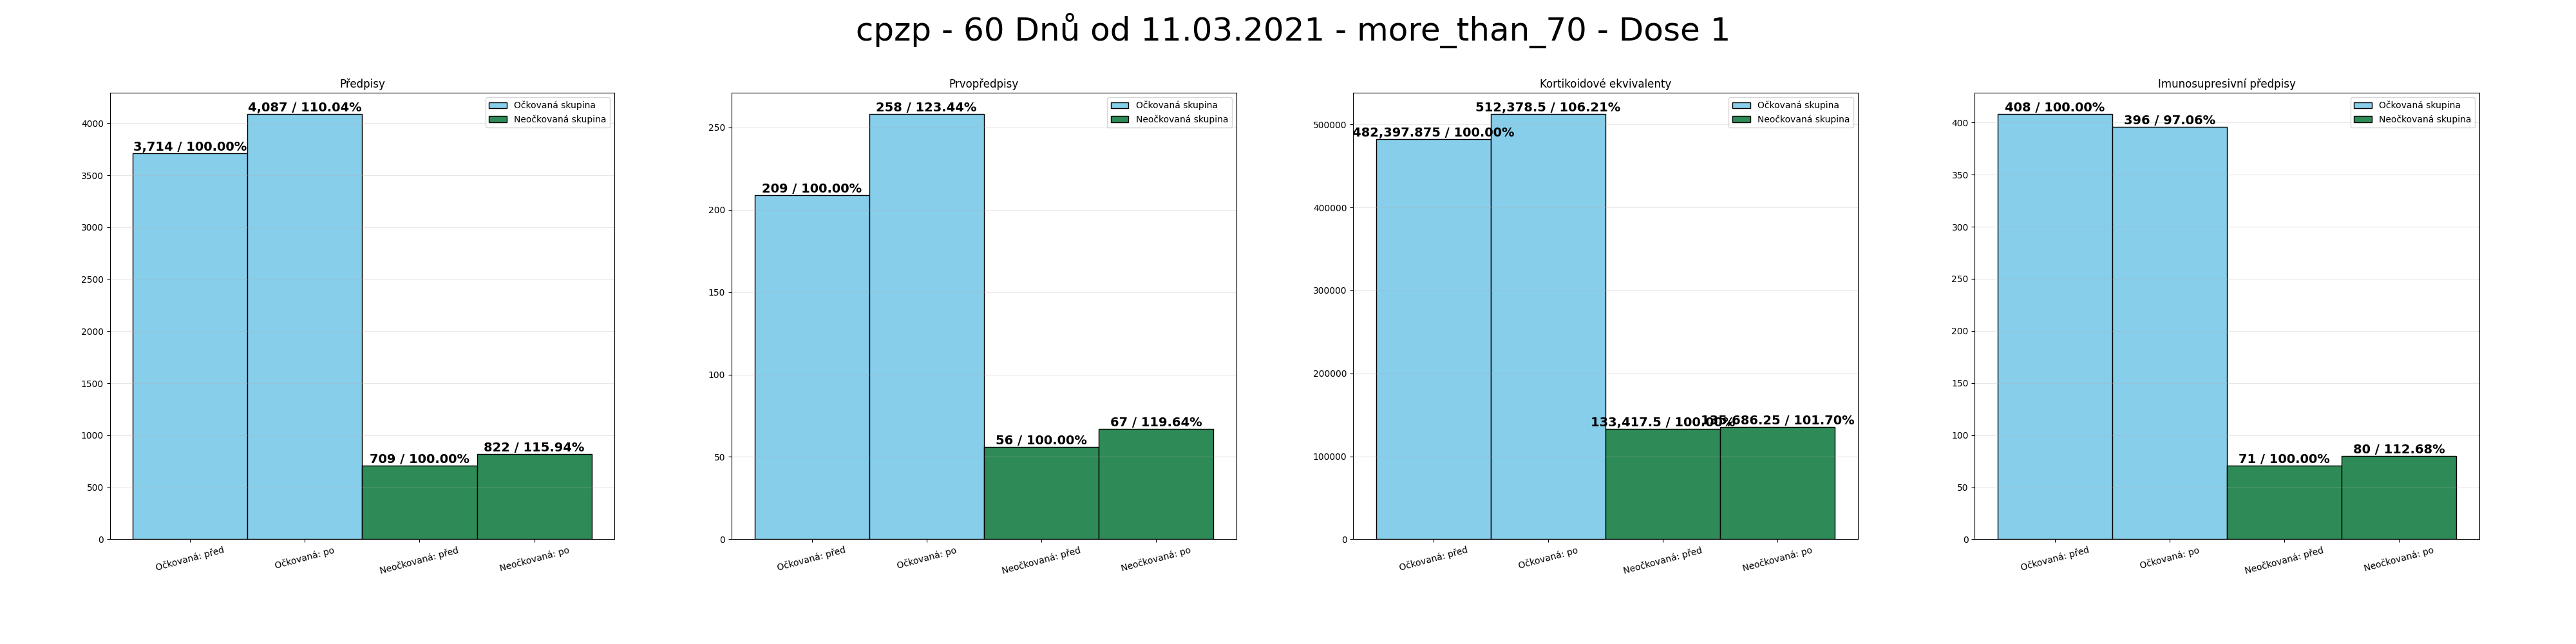 cpzp - 60 Dnů od 11.03.2021 - more_than_70 - Dose 1
Předpisy
4,087 / 110.04%
3,714 / 100.00%
822 / 115.94%
709 / 100.00%
Očkovaná skupina
Neočkovaná skupina
4000
3500
3000
2500
2000
1500
1000
500
0
Očkovaná: před
Očkovaná: po
Neočkovaná: před
Neočkovaná: po
Prvopředpisy
258 / 123.44%
209 / 100.00%
67 / 119.64%
56 / 100.00%
Očkovaná skupina
Neočkovaná skupina
250
200
150
100
50
0
Očkovaná: před
Očkovaná: po
Neočkovaná: před
Neočkovaná: po
Kortikoidové ekvivalenty
512,378.5 / 106.21%
482,397.875 / 100.00%
133,417.5 / 100.00%
135,686.25 / 101.70%
Očkovaná skupina
Neočkovaná skupina
500000
400000
300000
200000
100000
0
Očkovaná: před
Očkovaná: po
Neočkovaná: před
Neočkovaná: po
Imunosupresivní předpisy
408 / 100.00%
396 / 97.06%
80 / 112.68%
71 / 100.00%
Očkovaná skupina
Neočkovaná skupina
400
350
300
250
200
150
100
50
0
Očkovaná: před
Očkovaná: po
Neočkovaná: před
Neočkovaná: po